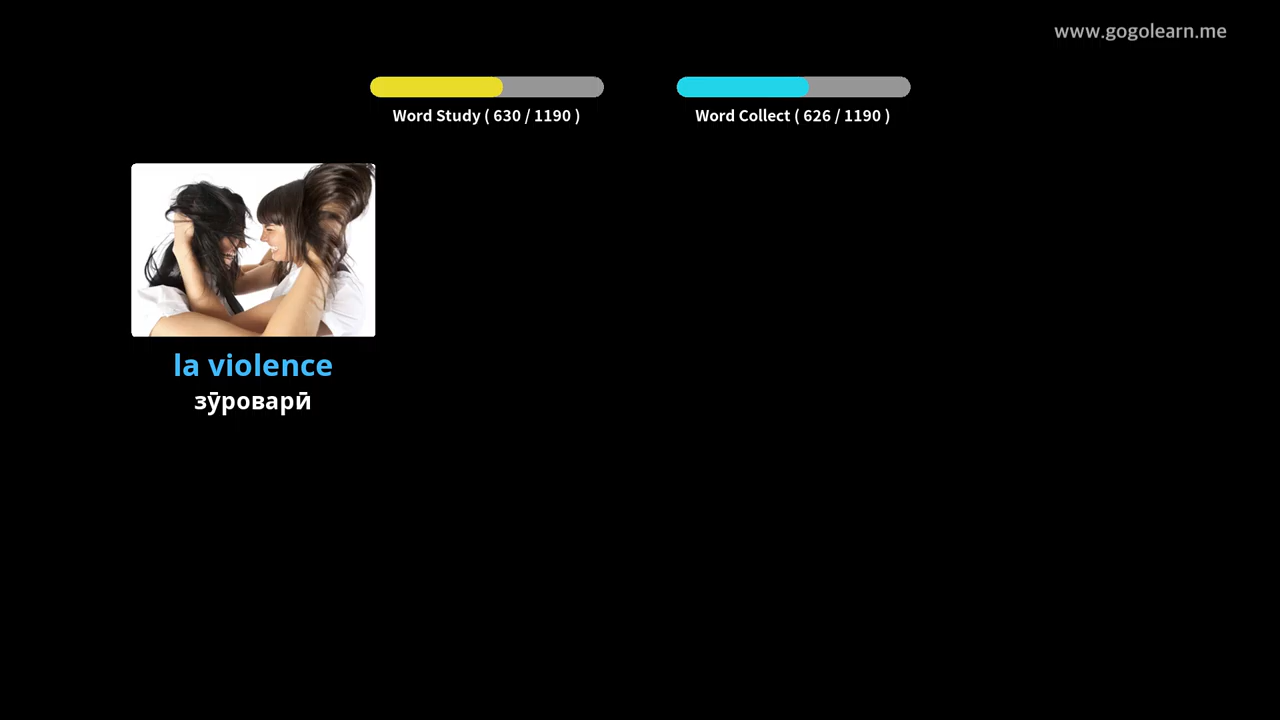 www.gogolearn.me
Word Study ( 630 / 1190 )
Word Collect ( 626 / 1190 )
la violence
зӯроварӣ